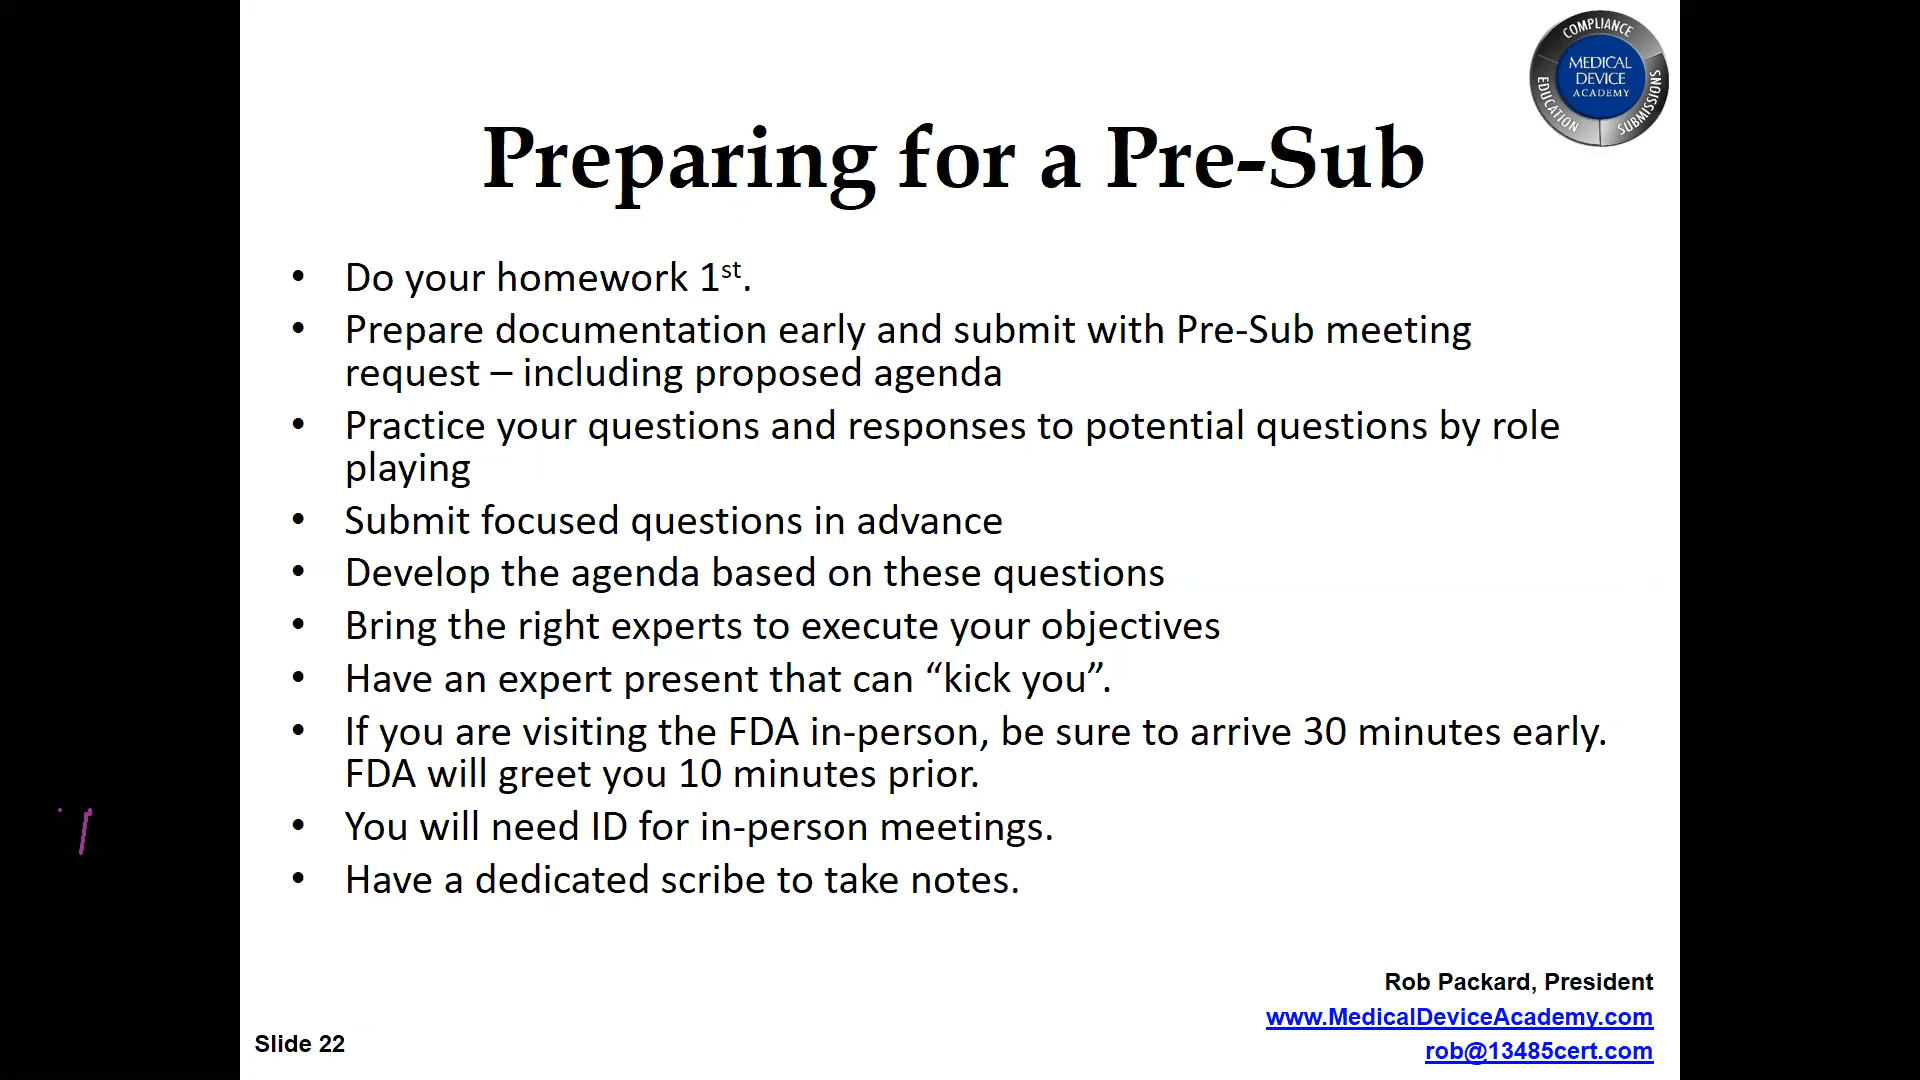 COMPLIANCE
MEDICAL
DEVICE
ACADEMY
EDUCATION
SUBMISSIONS
Preparing for a Pre-Sub
• Do your homework 1st.
• Prepare documentation early and submit with Pre-Sub meeting
request – including proposed agenda
• Practice your questions and responses to potential questions by role
playing
• Submit focused questions in advance
• Develop the agenda based on these questions
• Bring the right experts to execute your objectives
• Have an expert present that can “kick you”.
• If you are visiting the FDA in-person, be sure to arrive 30 minutes early.
FDA will greet you 10 minutes prior.
• You will need ID for in-person meetings.
• Have a dedicated scribe to take notes.
Rob Packard, President
www.MedicalDeviceAcademy.com
rob@13485cert.com
Slide 22